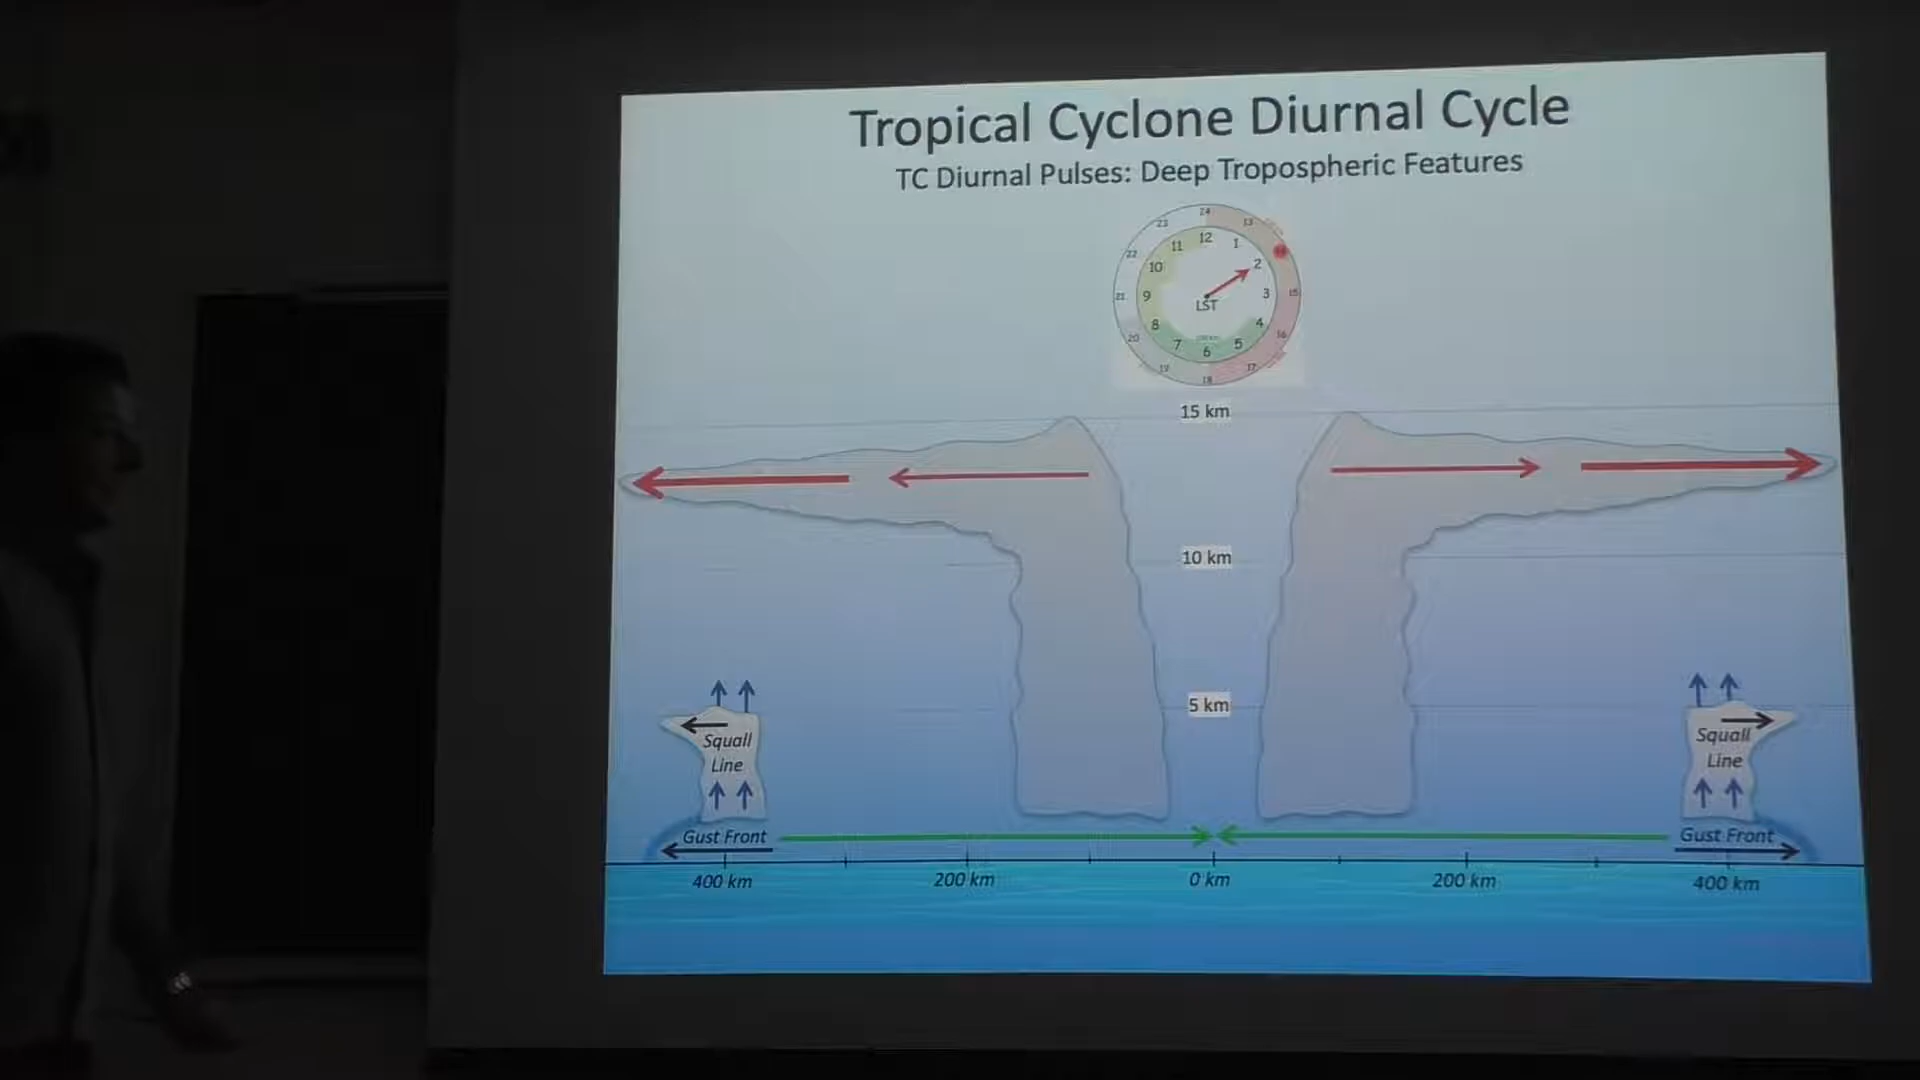 Tropical Cyclone Diurnal Cycle
TC Diurnal Pulses: Deep Tropospheric Features
24
23
13
12
11
1
22
10
2
21
9
LST
3
15
8
4
20
7
6
5
16
19
18
17
15 km
10 km
5 km
Squall
Line
Squall
Line
Gust Front
Gust Front
400 km
200 km
0 km
200 km
400 km